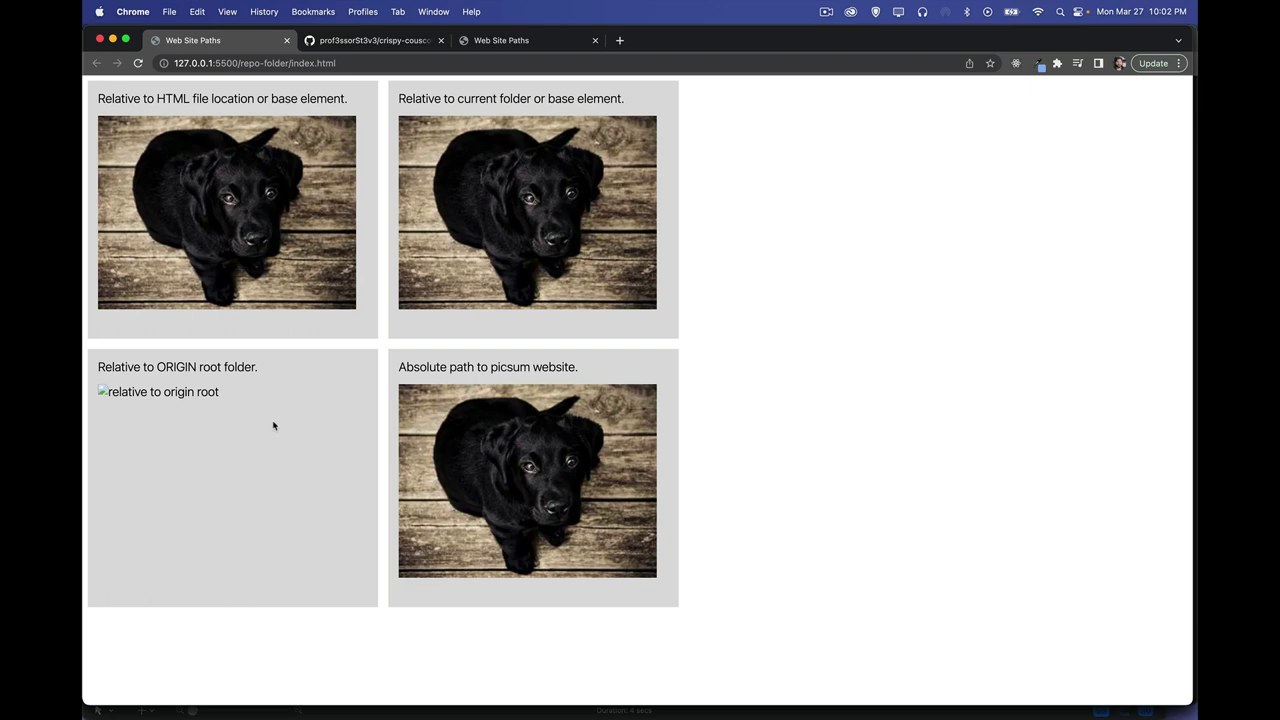 Chrome File Edit View History Bookmarks Profiles Tab Window Help Mon Mar 27 10:02 PM
Web Site Paths prof3ssorSt3v3/crispy-cousco Web Site Paths
127.0.0.1:5500/repo-folder/index.html Update
Relative to HTML file location or base element.
Relative to current folder or base element.
Relative to ORIGIN root folder.
relative to origin root
Absolute path to picsum website.
Duration: 4 secs